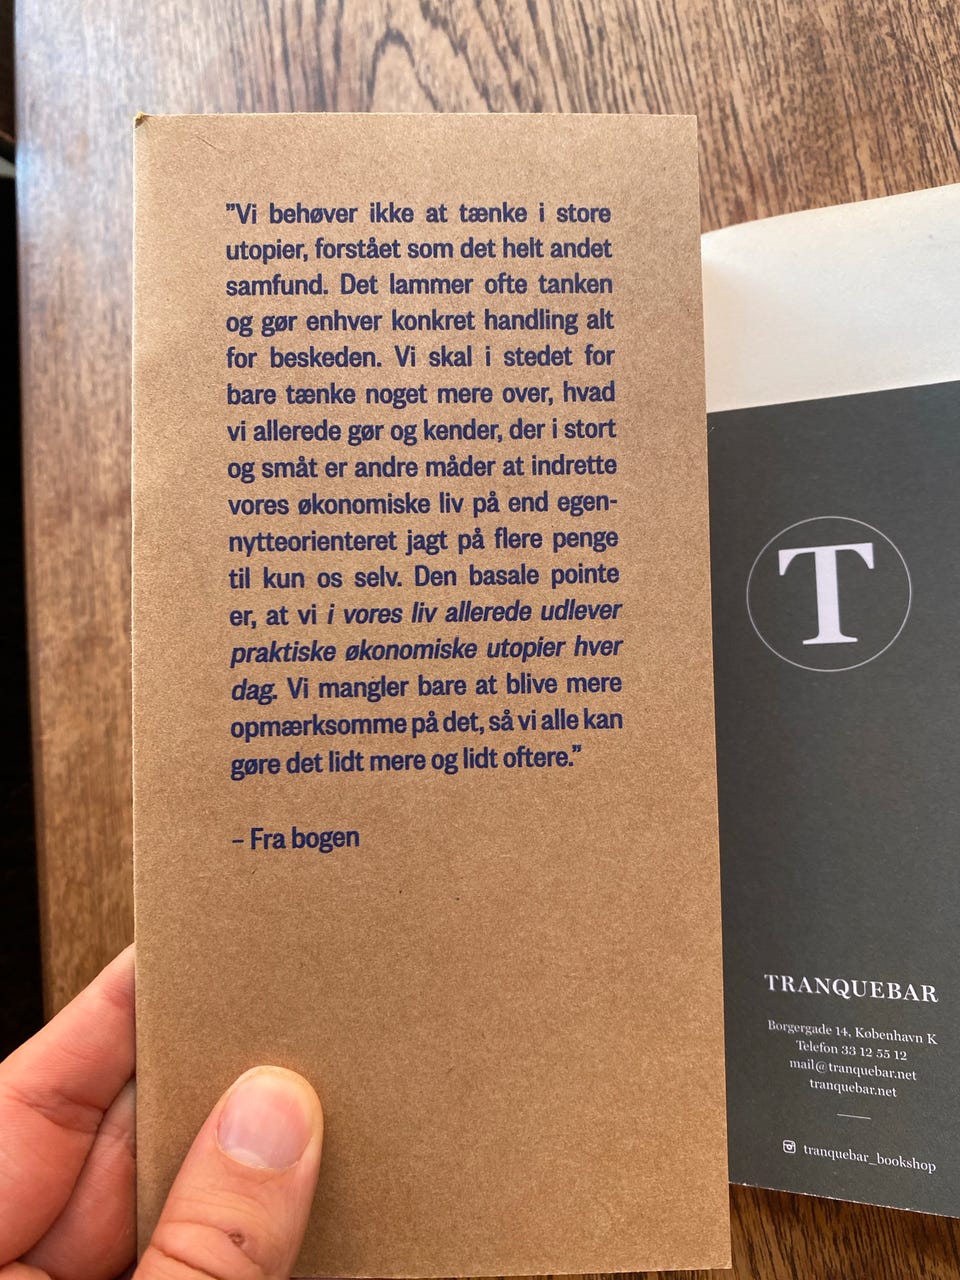 ”Vi behøver ikke at tænke i store
utopier, forstået som det helt andet
samfund. Det lammer ofte tanken
og gør enhver konkret handling alt
for beskeden. Vi skal i stedet for
bare tænke noget mere over, hvad
vi allerede gør og kender, der i stort
og småt er andre måder at indrette
vores økonomiske liv på end egen-
nytteorienteret jagt på flere penge
til kun os selv. Den basale pointe
er, at vi i vores liv allerede udlever
praktiske økonomiske utopier hver
dag. Vi mangler bare at blive mere
opmærksomme på det, så vi alle kan
gøre det lidt mere og lidt oftere.”
– Fra bogen
T
TRANQUEBAR
Borgergade 14, København K
Telefon 33 12 55 12
mail@tranquebar.net
tranquebar.net
tranquebar_bookshop